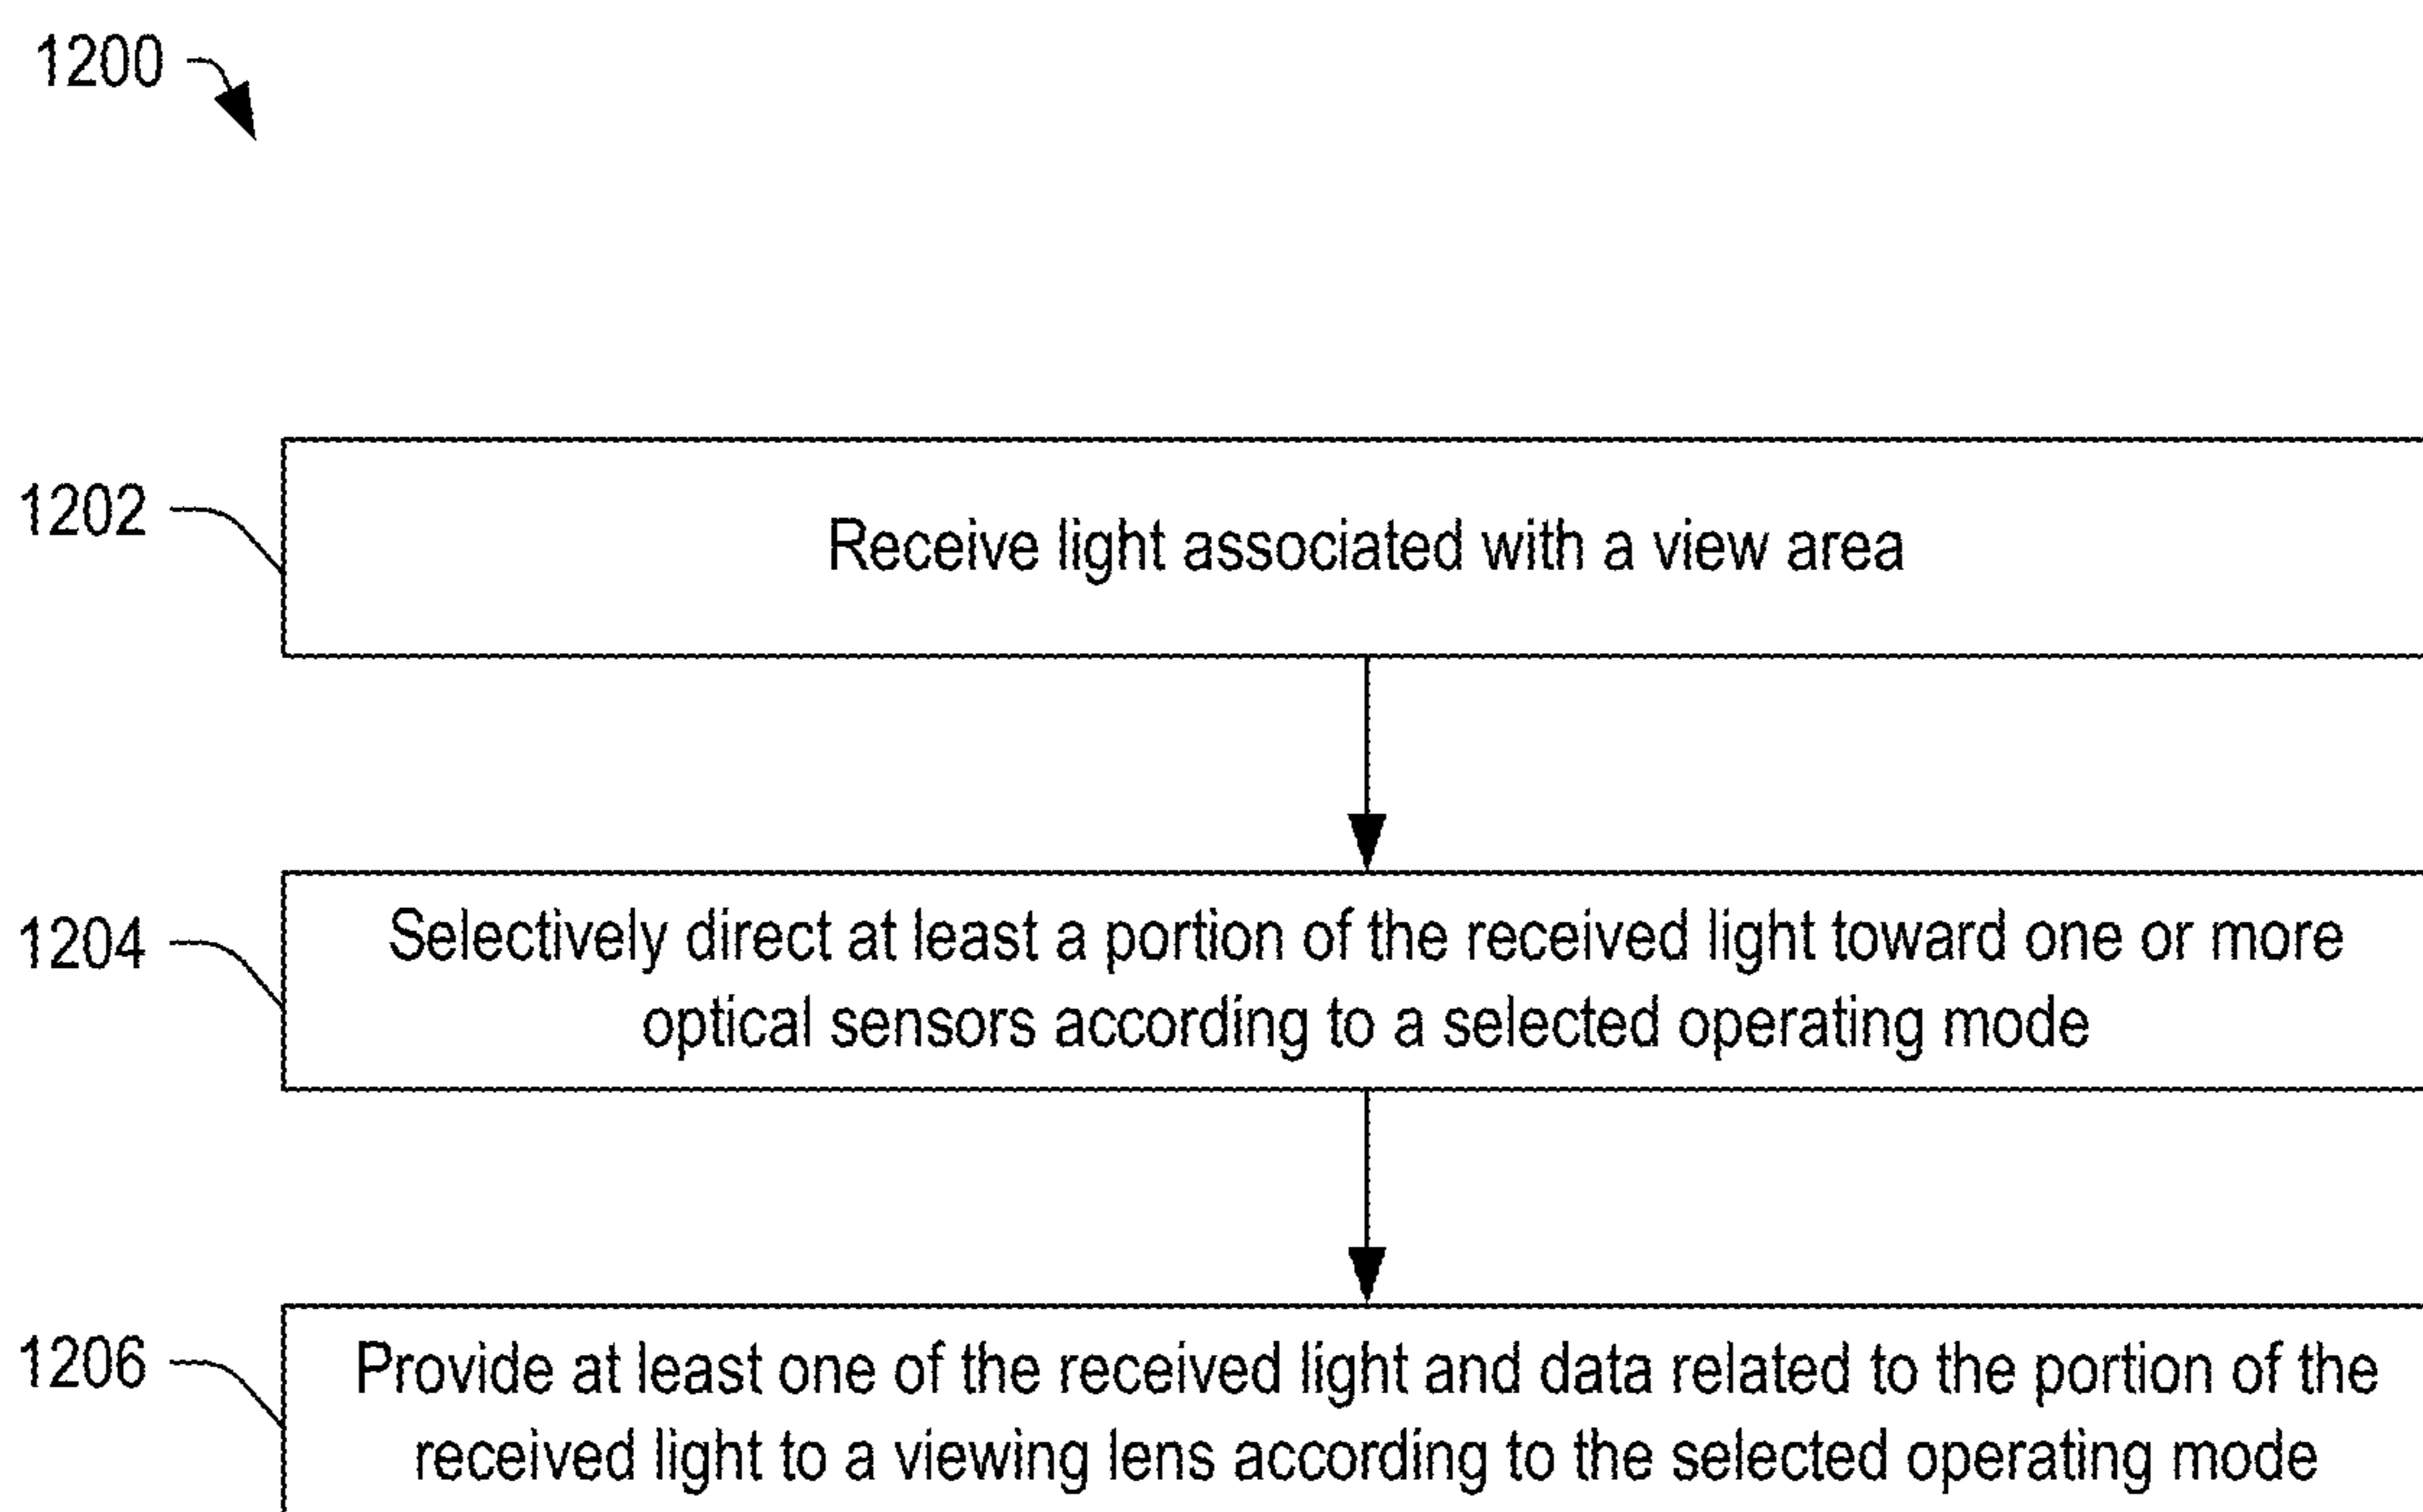 1200
1202
Receive light associated with a view area
1204
Selectively direct at least a portion of the received light toward one or more
optical sensors according to a selected operating mode
1206
Provide at least one of the received light and data related to the portion of the
received light to a viewing lens according to the selected operating mode